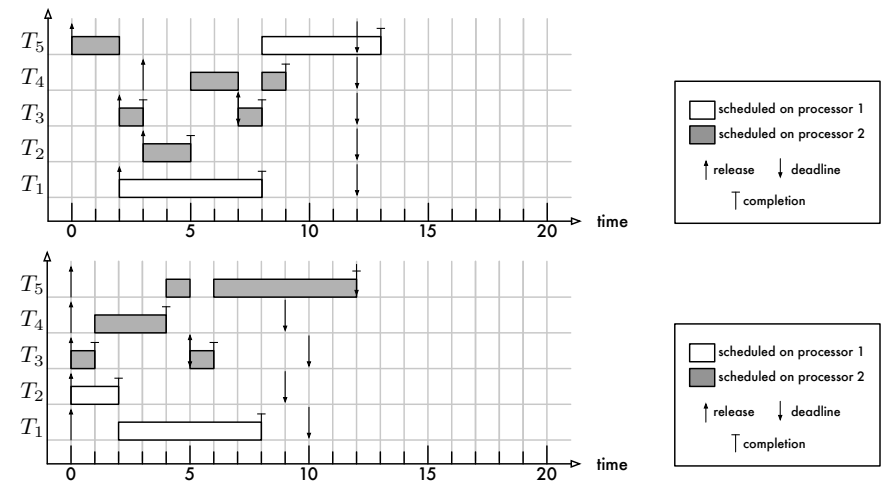 T5
T4
T3
T2
T1
0 5 10 15 20 time
scheduled on processor 1
scheduled on processor 2
release deadline
completion
T5
T4
T3
T2
T1
0 5 10 15 20 time
scheduled on processor 1
scheduled on processor 2
release deadline
completion